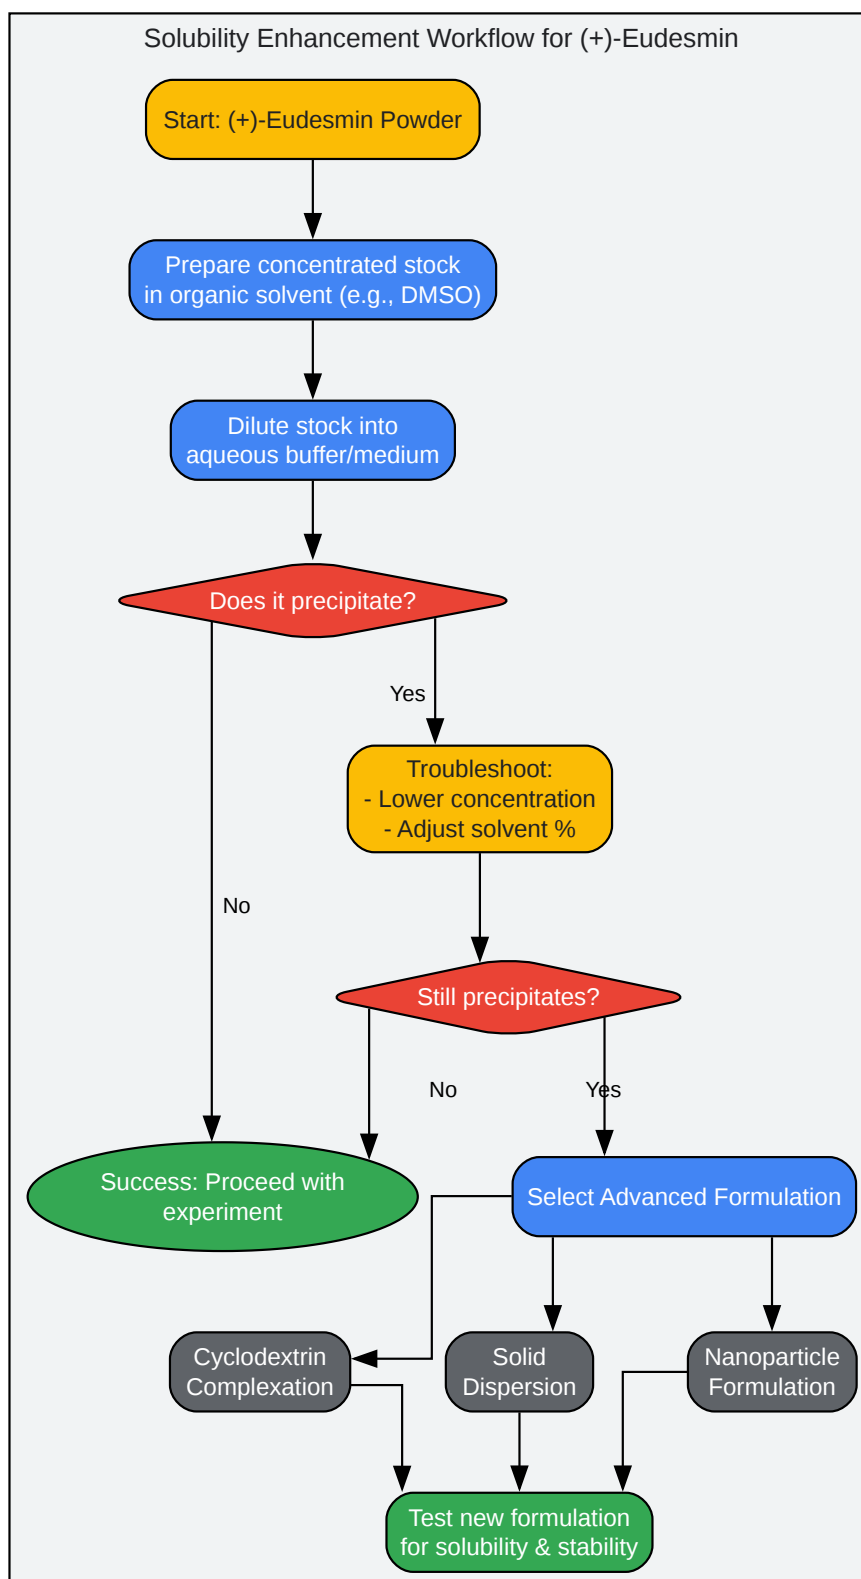 Solubility Enhancement Workflow for (+)-Eudesmin
Start: (+)-Eudesmin Powder
Prepare concentrated stock
in organic solvent (e.g., DMSO)
Dilute stock into
aqueous buffer/medium
Does it precipitate?
Yes
Troubleshoot:
- Lower concentration
- Adjust solvent %
No
Still precipitates?
No
Yes
Success: Proceed with
experiment
Select Advanced Formulation
Cyclodextrin
Complexation
Solid
Dispersion
Nanoparticle
Formulation
Test new formulation
for solubility & stability